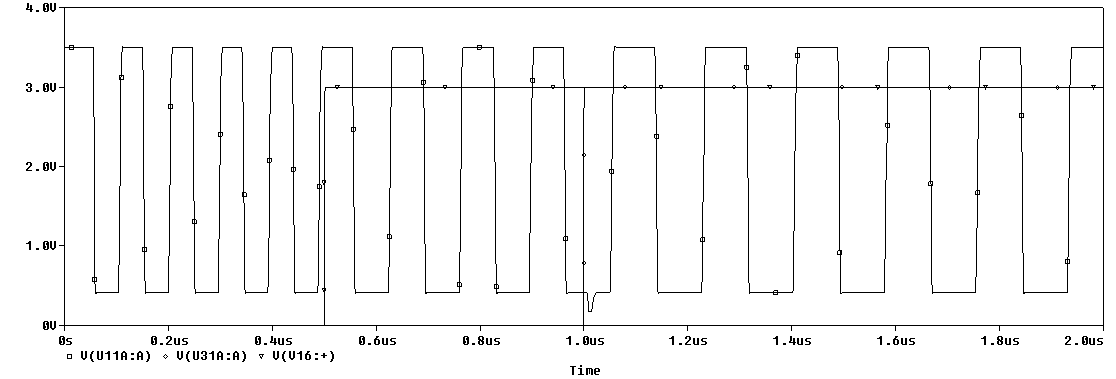 4.0V
3.0V
2.0V
1.0V
0V
0s 0.2us 0.4us 0.6us 0.8us 1.0us 1.2us 1.4us 1.6us 1.8us 2.0us
V(U11A:A) V(U31A:A) V(V16:+)
Time